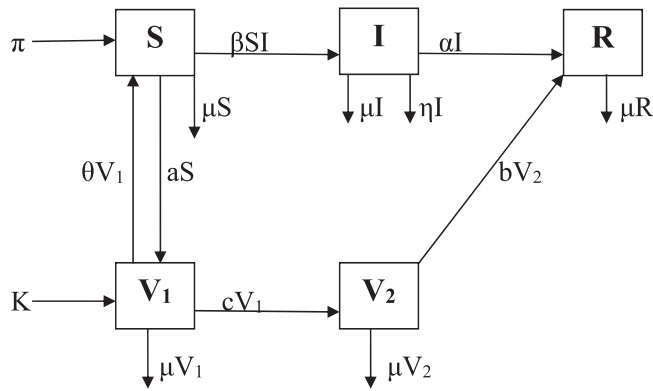 π S βSI I αI R
μS μI ηI μR
θV₁ aS bV₂
K V₁ cV₁ V₂
μV₁ μV₂